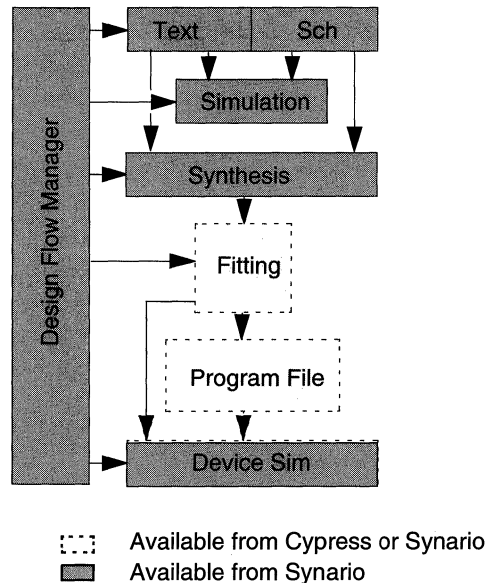 Text Sch
Simulation
Synthesis
Design Flow Manager
Fitting
Program File
Device Sim
Available from Cypress or Synario
Available from Synario